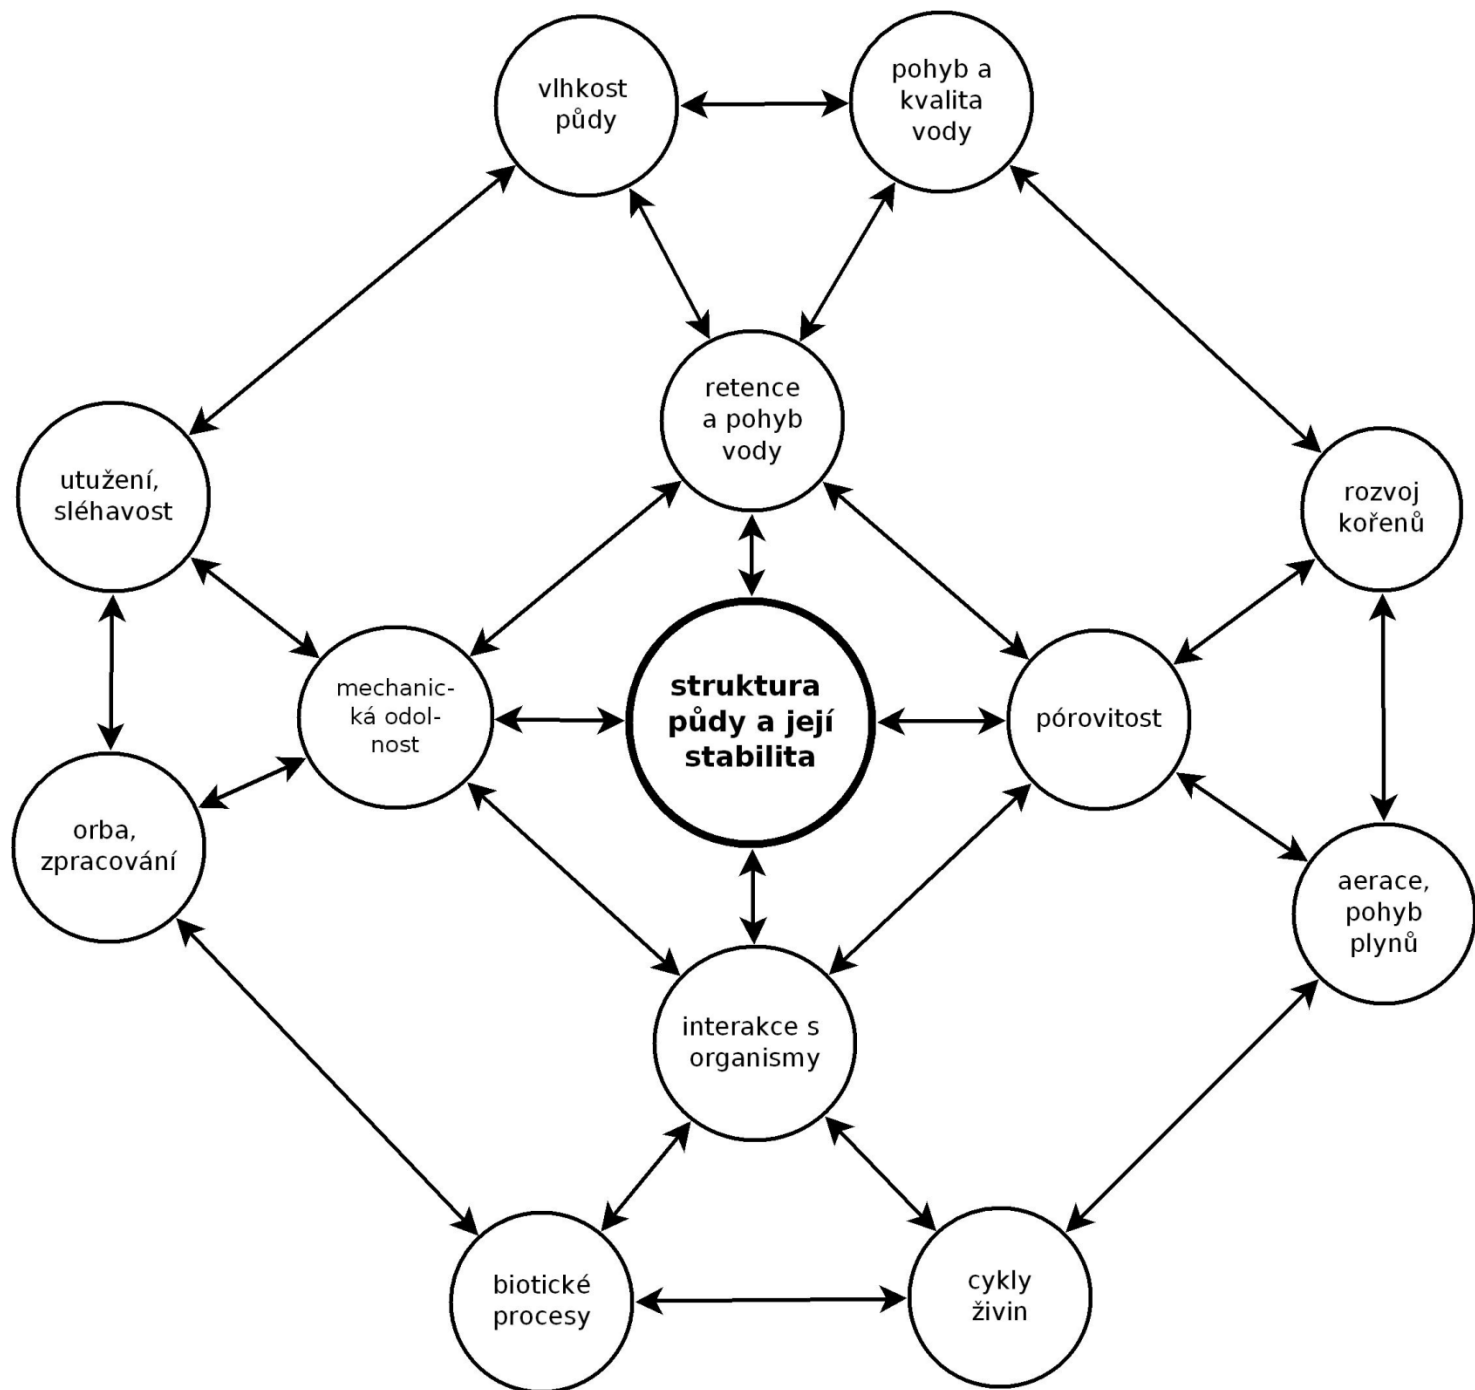 vlhkost
půdy
pohyb a
kvalita
vody
retence
a pohyb
vody
utužení,
sléhavost
rozvoj
kořenů
mechanic-
ká odol-
nost
struktura
půdy a její
stabilita
pórovitost
orba,
zpracování
aerace,
pohyb
plynů
interakce s
organismy
biotické
procesy
cykly
živin